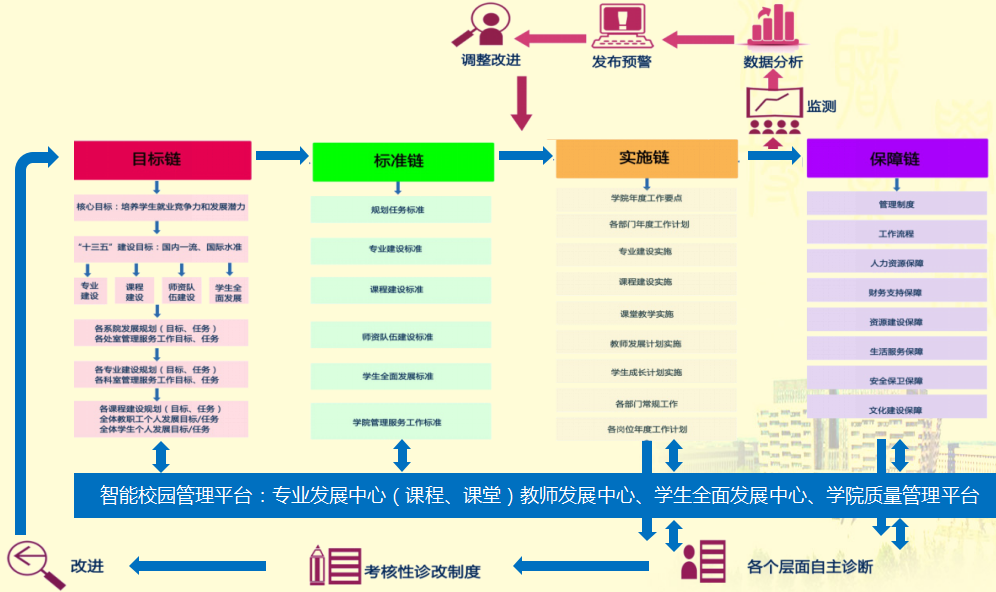 调整改进
发布预警
数据分析
监测
目标链
核心目标：培养学生就业竞争力和发展潜力
“十三五”建设目标：国内一流、国际水准
专业
建设
课程
建设
师资队
伍建设
学生全
面发展
各系院发展规划（目标、任务）
各处室管理服务工作目标、任务
各专业建设规划（目标、任务）
各科室管理服务工作目标、任务
各课程建设规划（目标、任务）
全体教职工个人发展目标/任务
全体学生个人发展目标/任务
标准链
规划任务标准
专业建设标准
课程建设标准
师资队伍建设标准
学生全面发展标准
学院管理服务工作标准
实施链
学院年度工作要点
各部门年度工作计划
专业建设实施
课程建设实施
课堂教学实施
教师发展计划实施
学生成长计划实施
各部门常规工作
各岗位年度工作计划
保障链
管理制度
工作流程
人力资源保障
财务支持保障
资源建设保障
生活服务保障
安全保卫保障
文化建设保障
智能校园管理平台：专业发展中心（课程、课堂）教师发展中心、学生全面发展中心、学院质量管理平台
改进
考核性诊改制度
各个层面自主诊断